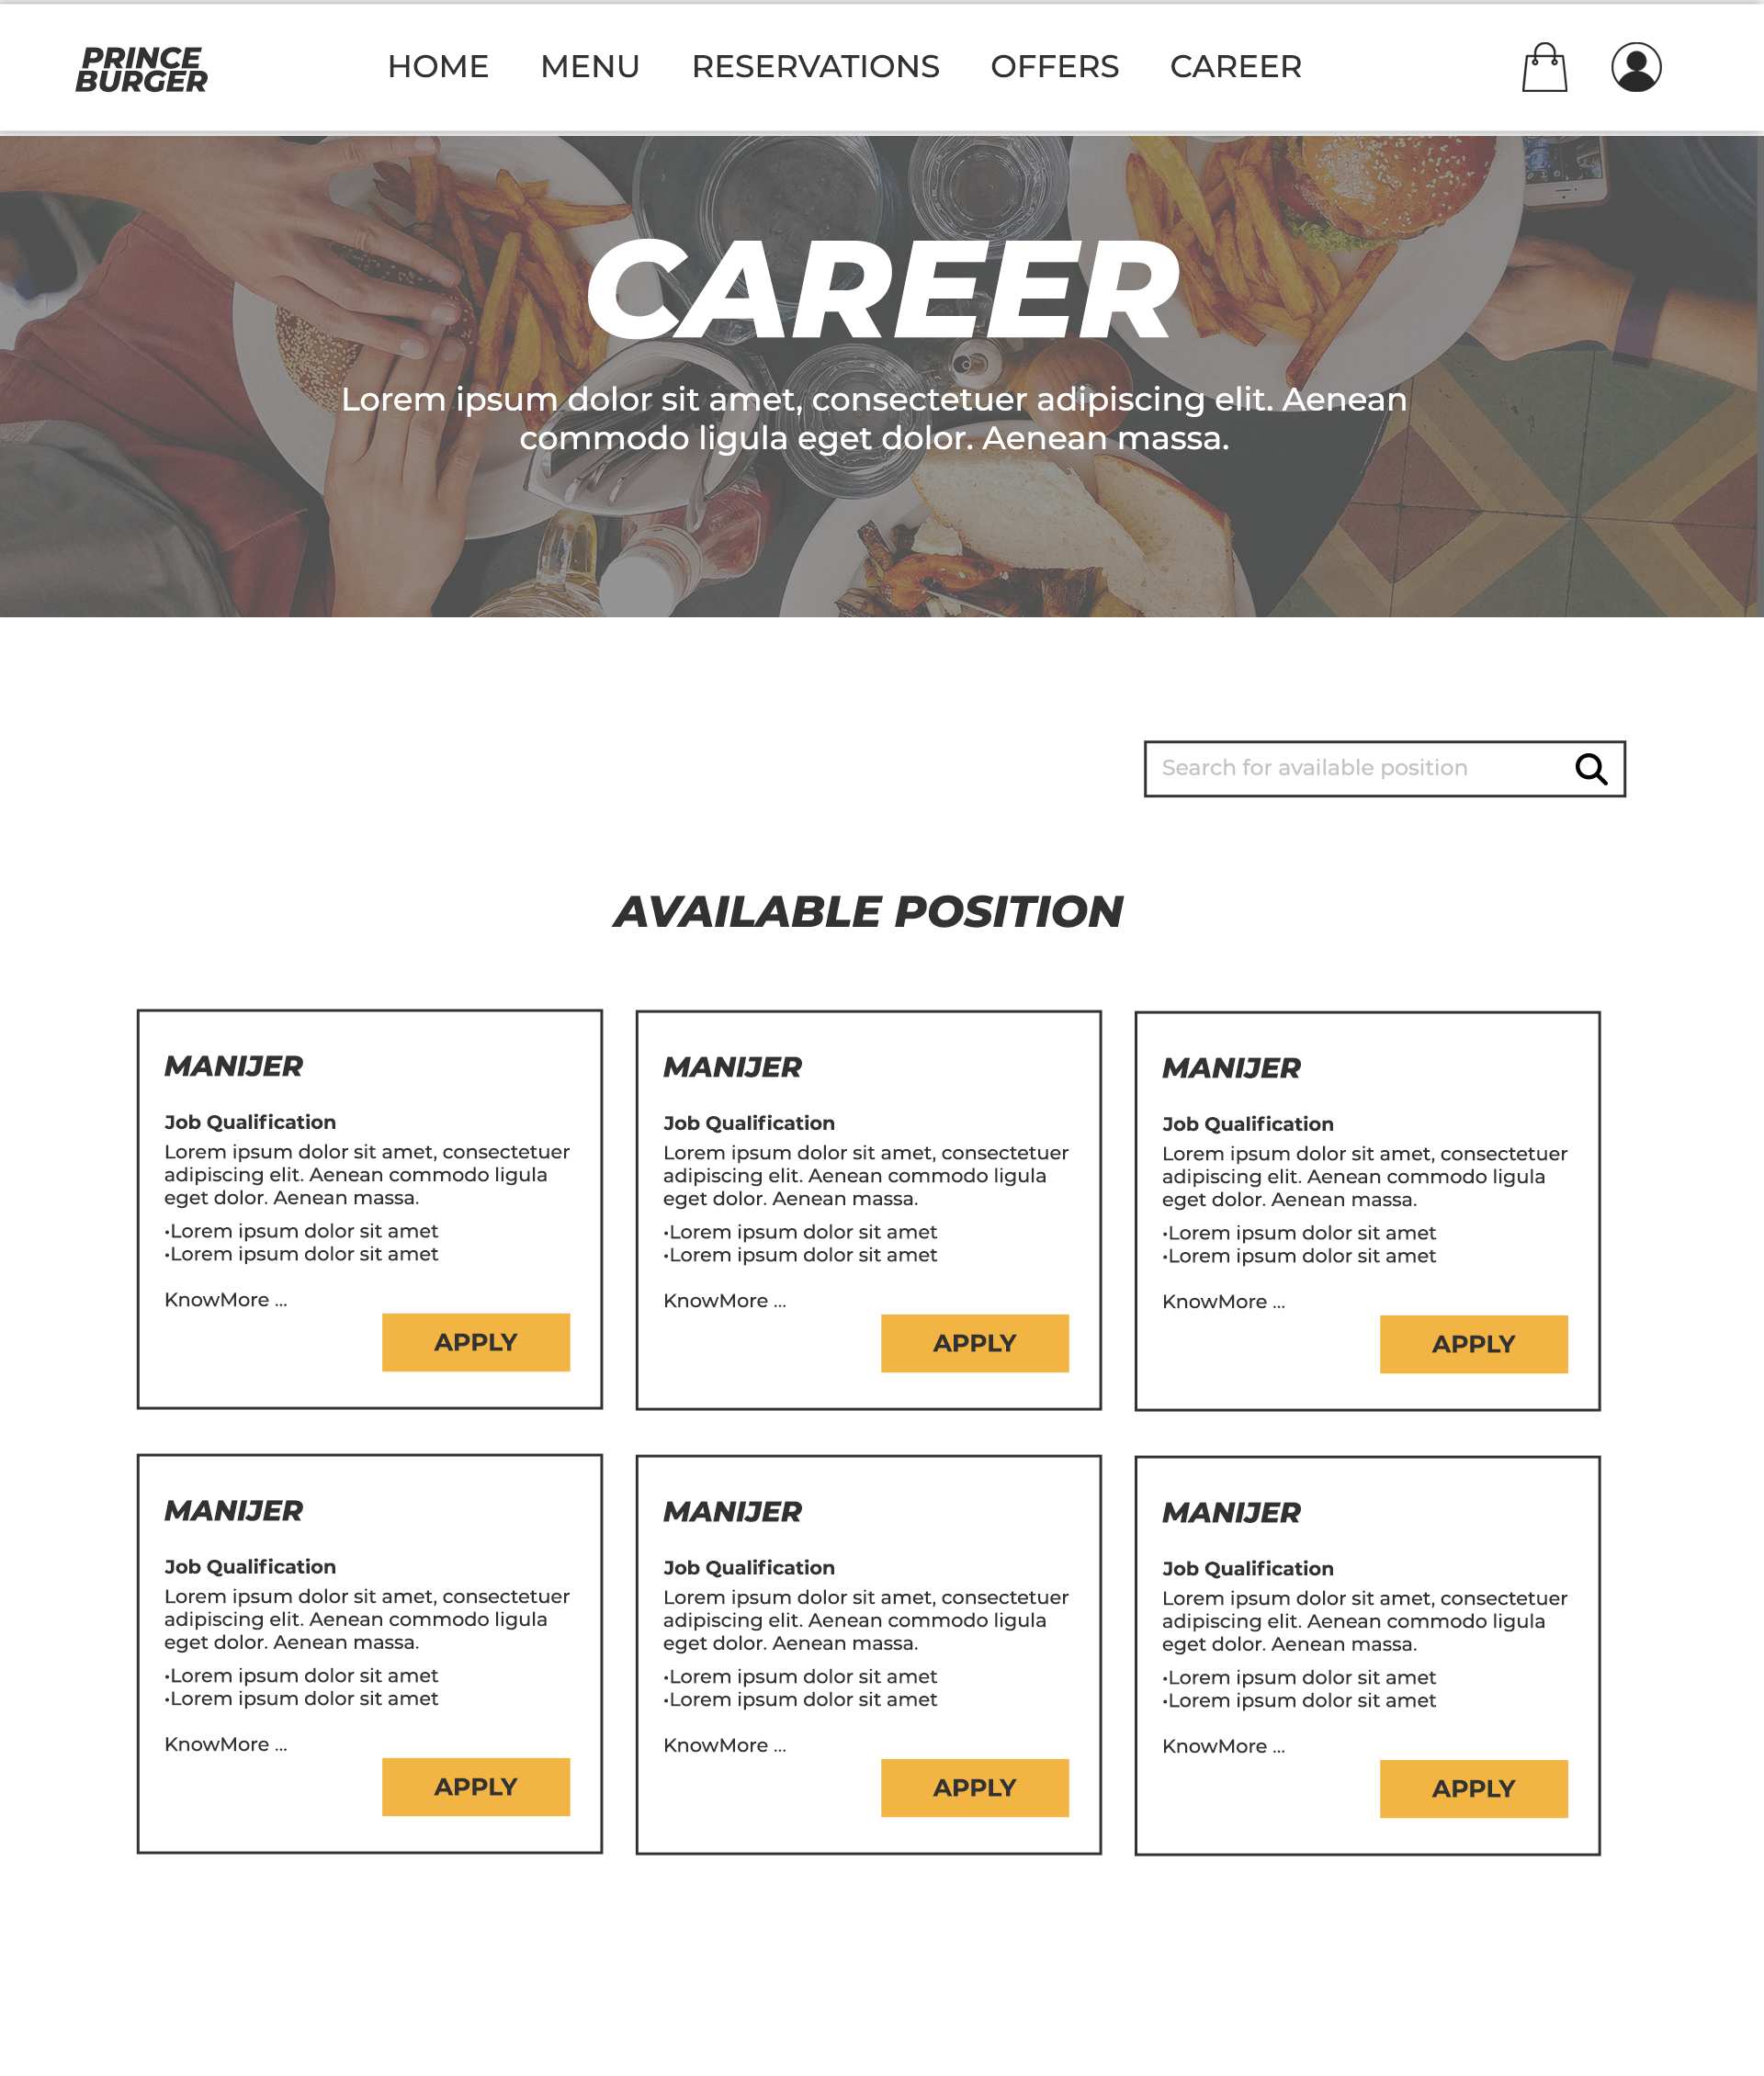 PRINCE
BURGER
HOME MENU RESERVATIONS OFFERS CAREER
CAREER
Lorem ipsum dolor sit amet, consectetuer adipiscing elit. Aenean
commodo ligula eget dolor. Aenean massa.
Search for available position
AVAILABLE POSITION
MANIJER
Job Qualification
Lorem ipsum dolor sit amet, consectetuer
adipiscing elit. Aenean commodo ligula
eget dolor. Aenean massa.
•Lorem ipsum dolor sit amet
•Lorem ipsum dolor sit amet
KnowMore ...
APPLY
MANIJER
Job Qualification
Lorem ipsum dolor sit amet, consectetuer
adipiscing elit. Aenean commodo ligula
eget dolor. Aenean massa.
•Lorem ipsum dolor sit amet
•Lorem ipsum dolor sit amet
KnowMore ...
APPLY
MANIJER
Job Qualification
Lorem ipsum dolor sit amet, consectetuer
adipiscing elit. Aenean commodo ligula
eget dolor. Aenean massa.
•Lorem ipsum dolor sit amet
•Lorem ipsum dolor sit amet
KnowMore ...
APPLY
MANIJER
Job Qualification
Lorem ipsum dolor sit amet, consectetuer
adipiscing elit. Aenean commodo ligula
eget dolor. Aenean massa.
•Lorem ipsum dolor sit amet
•Lorem ipsum dolor sit amet
KnowMore ...
APPLY
MANIJER
Job Qualification
Lorem ipsum dolor sit amet, consectetuer
adipiscing elit. Aenean commodo ligula
eget dolor. Aenean massa.
•Lorem ipsum dolor sit amet
•Lorem ipsum dolor sit amet
KnowMore ...
APPLY
MANIJER
Job Qualification
Lorem ipsum dolor sit amet, consectetuer
adipiscing elit. Aenean commodo ligula
eget dolor. Aenean massa.
•Lorem ipsum dolor sit amet
•Lorem ipsum dolor sit amet
KnowMore ...
APPLY